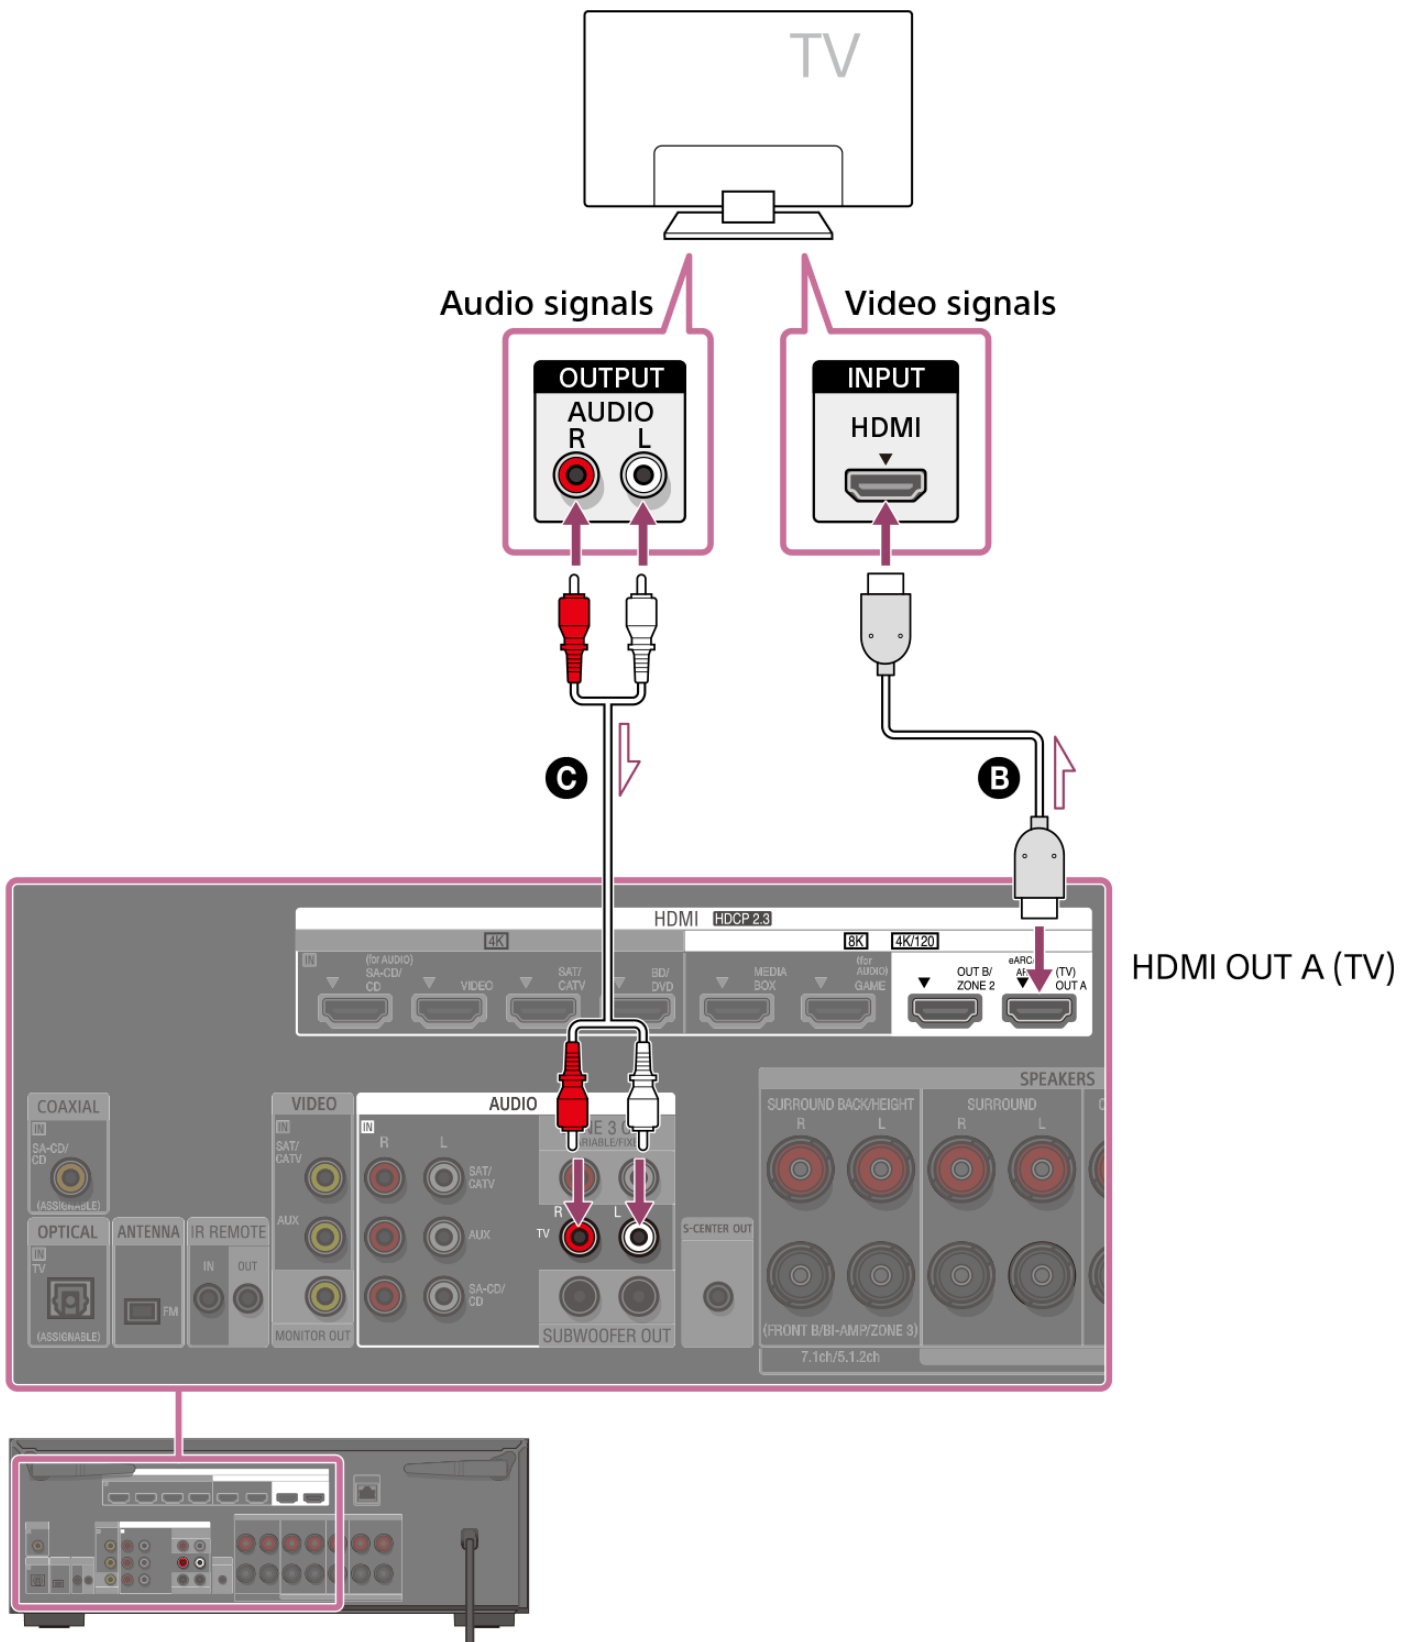 TV
Audio signals
Video signals
OUTPUT
AUDIO
R L
INPUT
HDMI
C
B
HDMI HDCP 2.3
4K
8K 4K/120
IN
(for AUDIO)
SA-CD/
CD
VIDEO
SAT/
CATV
BD/
DVD
MEDIA
BOX
(for
AUDIO)
GAME
OUT B/
ZONE 2
eARC/
(TV)
OUT A
HDMI OUT A (TV)
COAXIAL
IN
SA-CD/
CD
(ASSIGNABLE)
OPTICAL
IN
TV
(ASSIGNABLE)
ANTENNA
FM
IR REMOTE
IN OUT
VIDEO
IN
SAT/
CATV
AUX
MONITOR OUT
AUDIO
IN
R L
SAT/
CATV
AUX
SA-CD/
CD
R L
TV
SUBWOOFER OUT
S-CENTER OUT
SPEAKERS
SURROUND BACK/HEIGHT
R L
SURROUND
R L
(FRONT B/BI-AMP/ZONE 3)
7.1ch/5.1.2ch